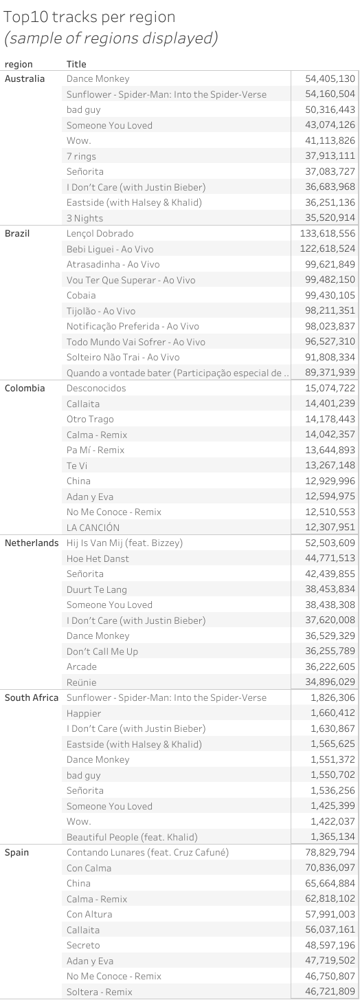 Top10 tracks per region
(sample of regions displayed)
region Title
Australia Dance Monkey 54,405,130
Sunflower - Spider-Man: Into the Spider-Verse 54,160,504
bad guy 50,316,443
Someone You Loved 43,074,126
Wow. 41,113,826
7 rings 37,913,111
Señorita 37,083,727
I Don't Care (with Justin Bieber) 36,683,968
Eastside (with Halsey & Khalid) 36,251,136
3 Nights 35,520,914
Brazil Lençol Dobrado 133,618,556
Bebi Liguei - Ao Vivo 122,618,524
Atrasadinha - Ao Vivo 99,621,849
Vou Ter Que Superar - Ao Vivo 99,482,150
Cobaia 99,430,105
Tijolão - Ao Vivo 98,211,351
Notificação Preferida - Ao Vivo 98,023,837
Todo Mundo Vai Sofrer - Ao Vivo 96,527,310
Solteiro Não Trai - Ao Vivo 91,808,334
Quando a vontade bater (Participação especial de .. 89,371,939
Colombia Desconocidos 15,074,722
Callaita 14,401,239
Otro Trago 14,178,443
Calma - Remix 14,042,357
Pa Mí - Remix 13,644,893
Te Vi 13,267,148
China 12,929,996
Adan y Eva 12,594,975
No Me Conoce - Remix 12,510,553
LA CANCIÓN 12,307,951
Netherlands Hij Is Van Mij (feat. Bizzey) 52,503,609
Hoe Het Danst 44,771,513
Señorita 42,439,855
Duurt Te Lang 38,453,834
Someone You Loved 38,438,308
I Don't Care (with Justin Bieber) 37,620,008
Dance Monkey 36,529,329
Don't Call Me Up 36,255,789
Arcade 36,222,605
Reünie 34,896,029
South Africa Sunflower - Spider-Man: Into the Spider-Verse 1,826,306
Happier 1,660,412
I Don't Care (with Justin Bieber) 1,630,867
Eastside (with Halsey & Khalid) 1,565,625
Dance Monkey 1,551,372
bad guy 1,550,702
Señorita 1,536,256
Someone You Loved 1,425,399
Wow. 1,422,037
Beautiful People (feat. Khalid) 1,365,134
Spain Contando Lunares (feat. Cruz Cafuné) 78,829,794
Con Calma 70,836,097
China 65,664,884
Calma - Remix 62,818,102
Con Altura 57,991,003
Callaita 56,037,161
Secreto 48,597,196
Adan y Eva 47,719,502
No Me Conoce - Remix 46,750,807
Soltera - Remix 46,721,809